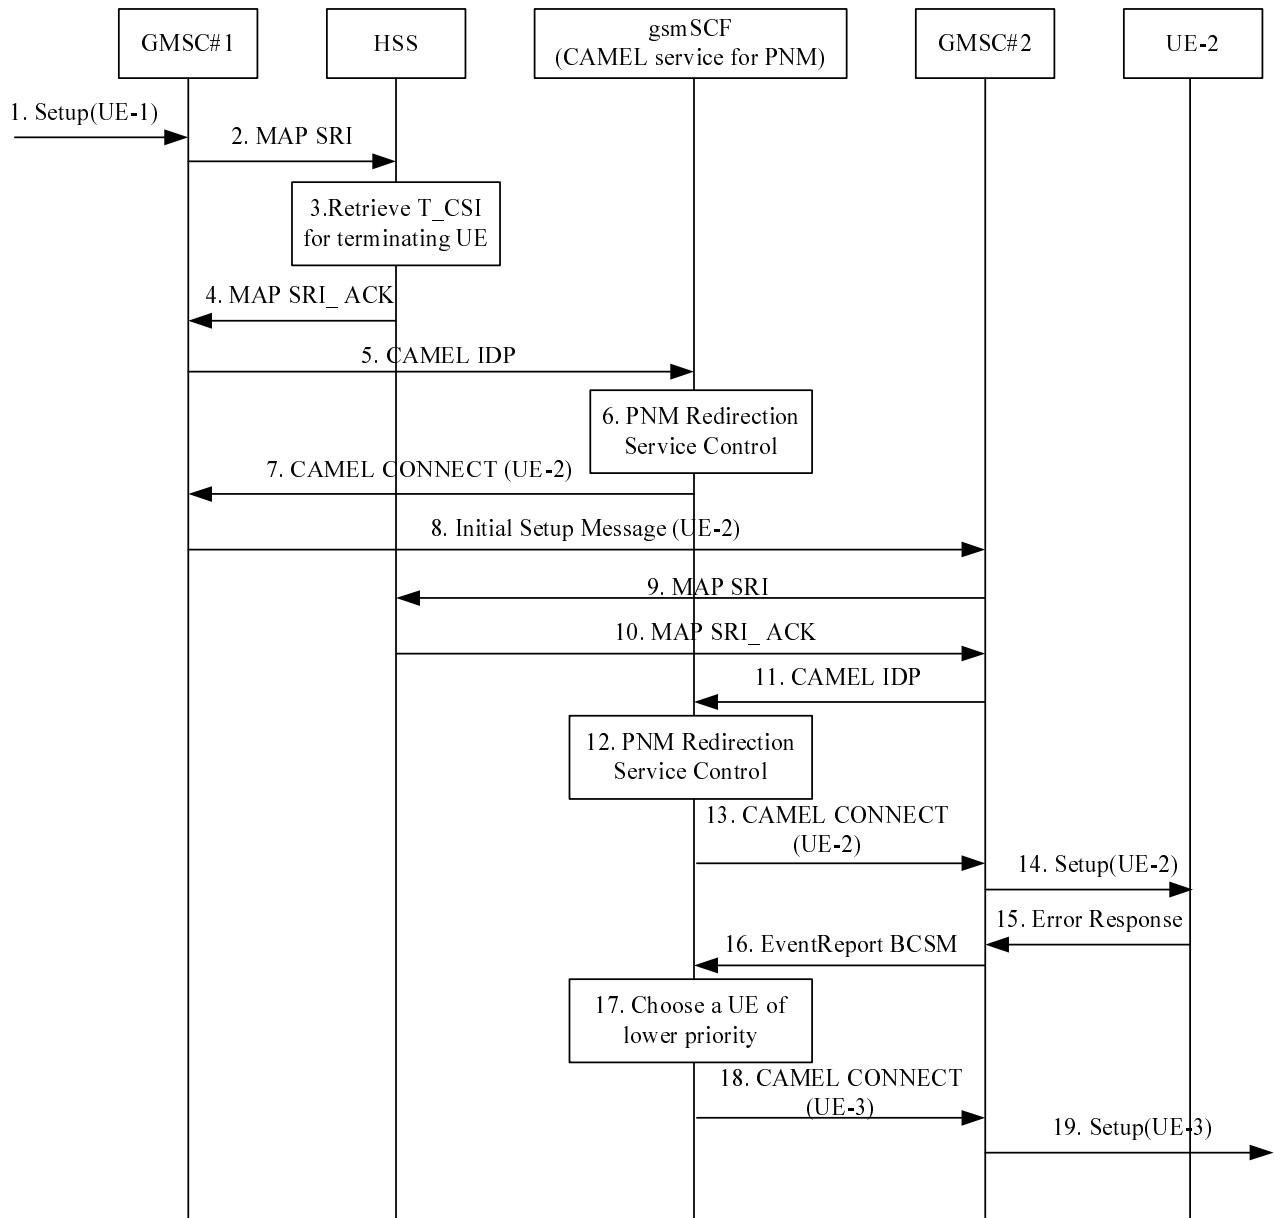 GMSC#1
HSS
gsmSCF
(CAMEL service for PNM)
GMSC#2
UE-2
1. Setup(UE-1)
2. MAP SRI
3.Retrieve T_CSI
for terminating UE
4. MAP SRI_ ACK
5. CAMEL IDP
6. PNM Redirection
Service Control
7. CAMEL CONNECT (UE-2)
8. Initial Setup Message (UE-2)
9. MAP SRI
10. MAP SRI_ ACK
11. CAMEL IDP
12. PNM Redirection
Service Control
13. CAMEL CONNECT
(UE-2)
14. Setup(UE-2)
15. Error Response
16. EventReport BCSM
17. Choose a UE of
lower priority
18. CAMEL CONNECT
(UE-3)
19. Setup(UE-3)